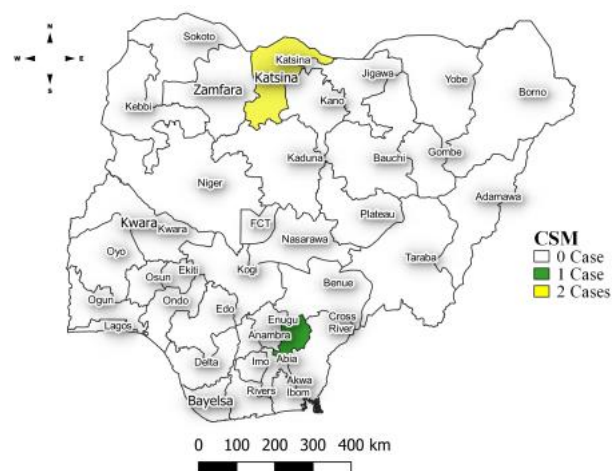 N
W
E
S
Sokoto
Katsina
Katsina
Jigawa
Yobe
Borno
Zamfara
Kebbi
Kano
Kaduna
Bauchi
Gombe
Adamawa
Niger
Plateau
FCT
Kwara
Kwara
Nasarawa
Taraba
Oyo
Kogi
Benue
Osun
Ekiti
Ogun
Ondo
Edo
Enugu
Cross
River
Lagos
Anambra
Delta
Imo
Abia
Akwa
Ibom
Rivers
Bayelsa
CSM
0 Case
1 Case
2 Cases
0 100 200 300 400 km